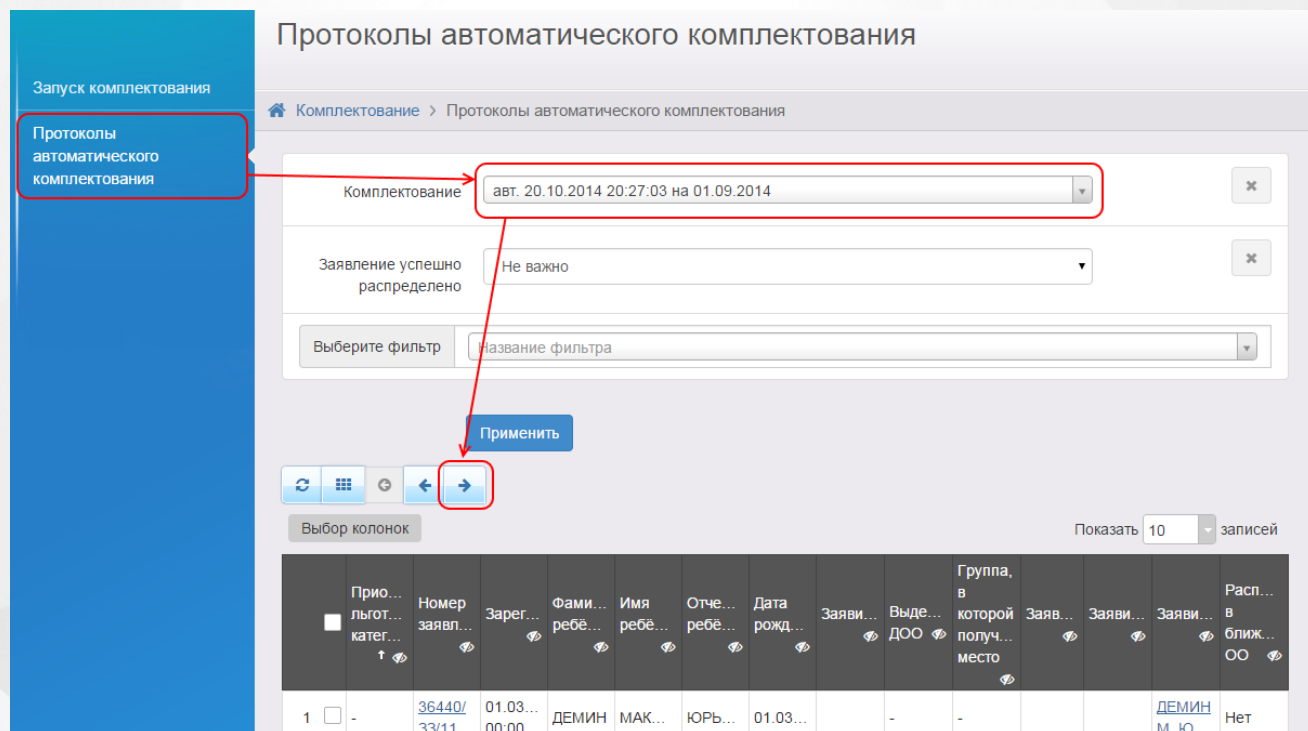 Протоколы автоматического комплектования
Запуск комплектования
Протоколы
автоматического
комплектования
Комплектование > Протоколы автоматического комплектования
Комплектование
авт. 20.10.2014 20:27:03 на 01.09.2014
Заявление успешно
распределено
Не важно
Выберите фильтр
Название фильтра
Применить
Выбор колонок
Показать 10 записей
Прио...
льгот...
катег...
Номер
заявл...
Зарег...
Фами...
ребё...
Имя
ребё...
Отче...
ребё...
Дата
рожд...
Заяви...
Выде...
ДОО
Группа,
в
которой
получ...
место
Заяв...
Заяви...
Заяви...
Расп...
в
ближ...
ОО
1 - 36440/ 01.03... ДЕМИН МАК... ЮРЬ... 01.03... - - ДЕМИН Нет
33/11 00:00 М. Ю.